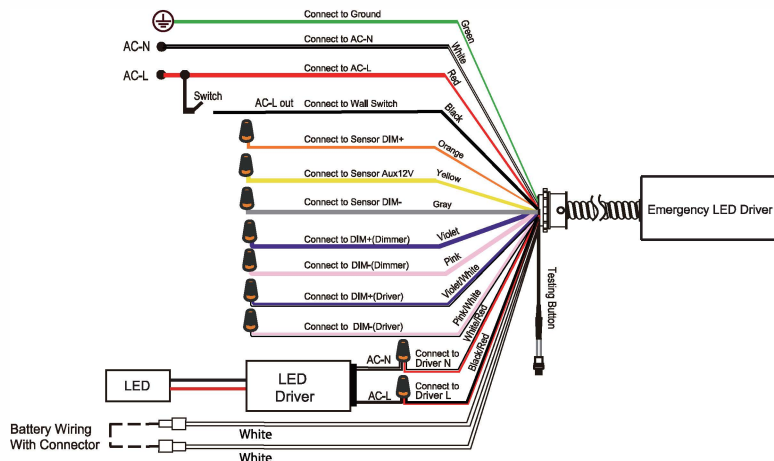 Connect to Ground
Green
AC-N
Connect to AC-N
White
AC-L
Connect to AC-L
Red
Switch
AC-L out
Connect to Wall Switch
Black
Connect to Sensor DIM+
Orange
Connect to Sensor Aux12V
Yellow
Connect to Sensor DIM-
Gray
Emergency LED Driver
Connect to DIM+(Dimmer)
Violet
Connect to DIM-(Dimmer)
Pink
Connect to DIM+(Driver)
Violet/White
Connect to DIM-(Driver)
Pink/White
Testing Button
White/Red
Black/Red
AC-N
Connect to
Driver N
LED
LED
Driver
AC-L
Connect to
Driver L
Battery Wiring
With Connector
White
White